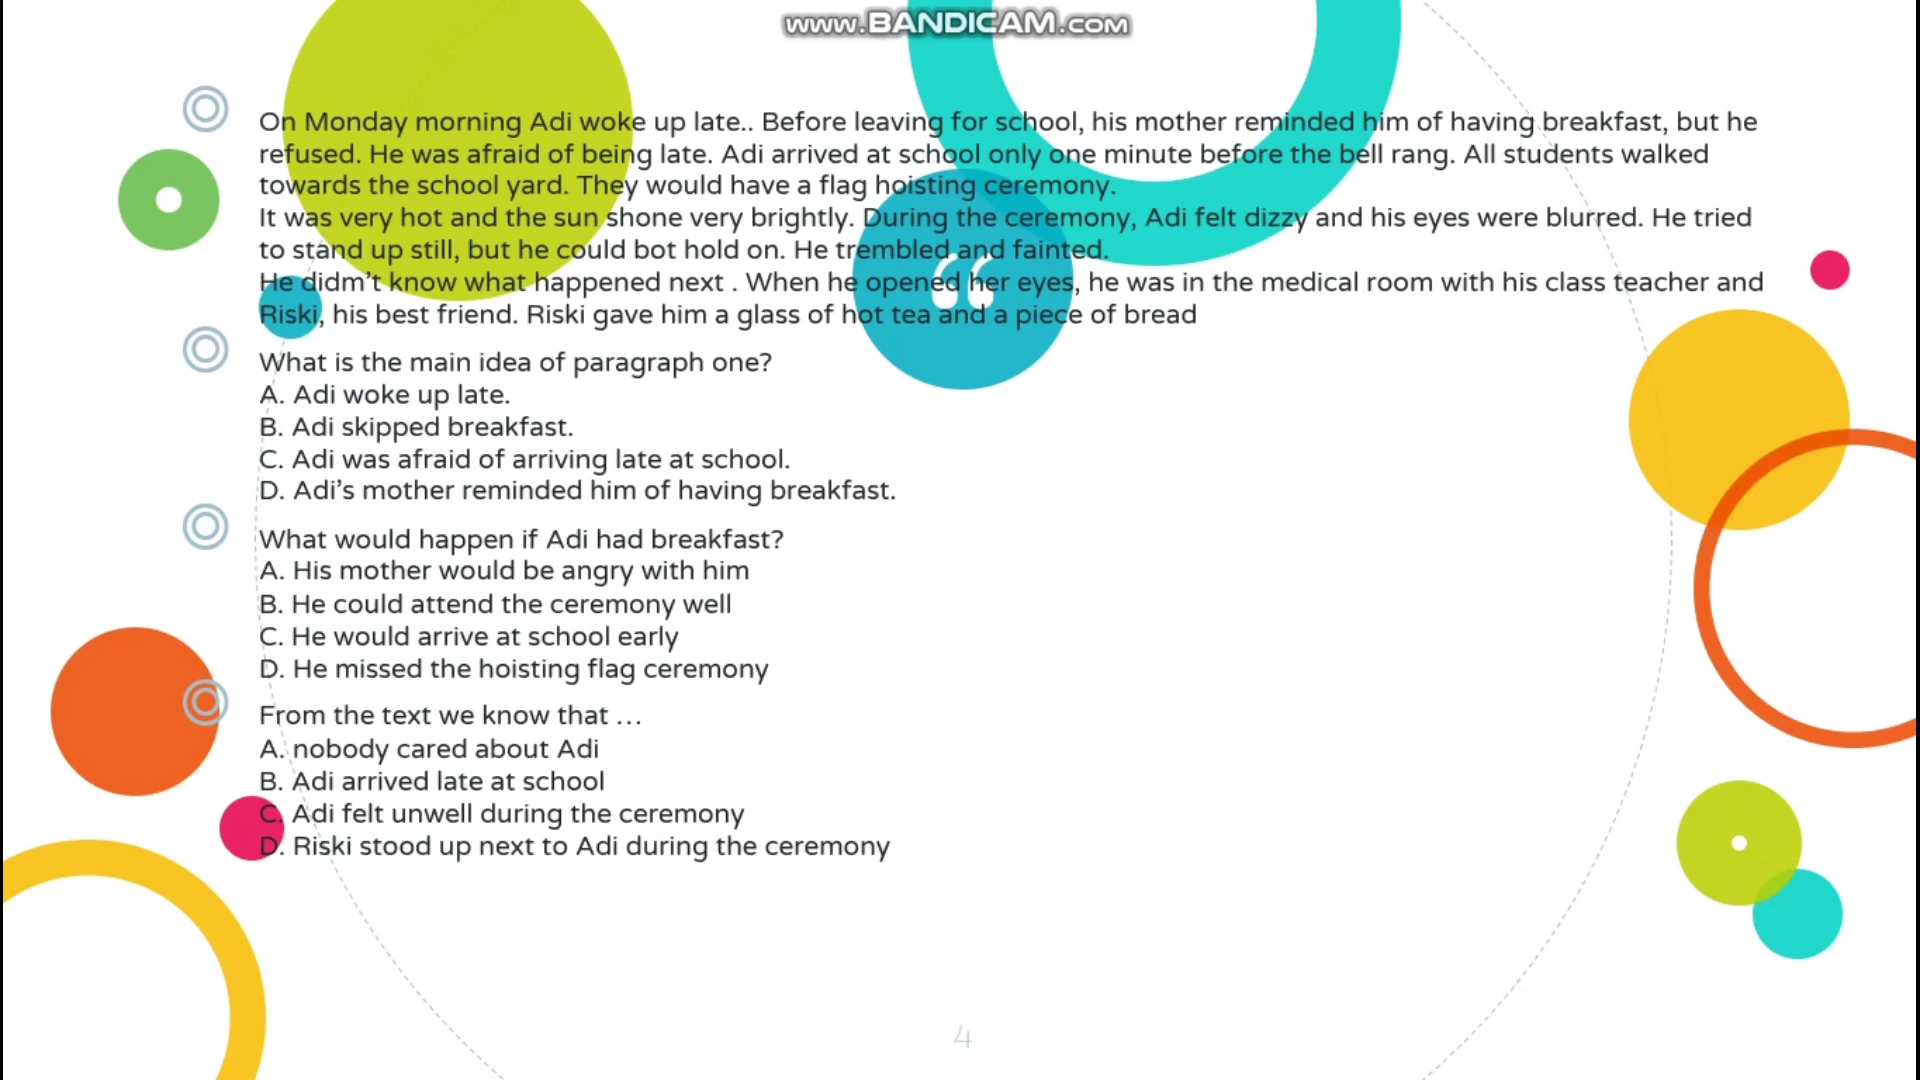 www.BANDICAM.com
On Monday morning Adi woke up late.. Before leaving for school, his mother reminded him of having breakfast, but he
refused. He was afraid of being late. Adi arrived at school only one minute before the bell rang. All students walked
towards the school yard. They would have a flag hoisting ceremony.
It was very hot and the sun shone very brightly. During the ceremony, Adi felt dizzy and his eyes were blurred. He tried
to stand up still, but he could bot hold on. He trembled and fainted.
He didm't know what happened next . When he opened her eyes, he was in the medical room with his class teacher and
Riski, his best friend. Riski gave him a glass of hot tea and a piece of bread
What is the main idea of paragraph one?
A. Adi woke up late.
B. Adi skipped breakfast.
C. Adi was afraid of arriving late at school.
D. Adi's mother reminded him of having breakfast.
What would happen if Adi had breakfast?
A. His mother would be angry with him
B. He could attend the ceremony well
C. He would arrive at school early
D. He missed the hoisting flag ceremony
From the text we know that …
A. nobody cared about Adi
B. Adi arrived late at school
C. Adi felt unwell during the ceremony
D. Riski stood up next to Adi during the ceremony
4